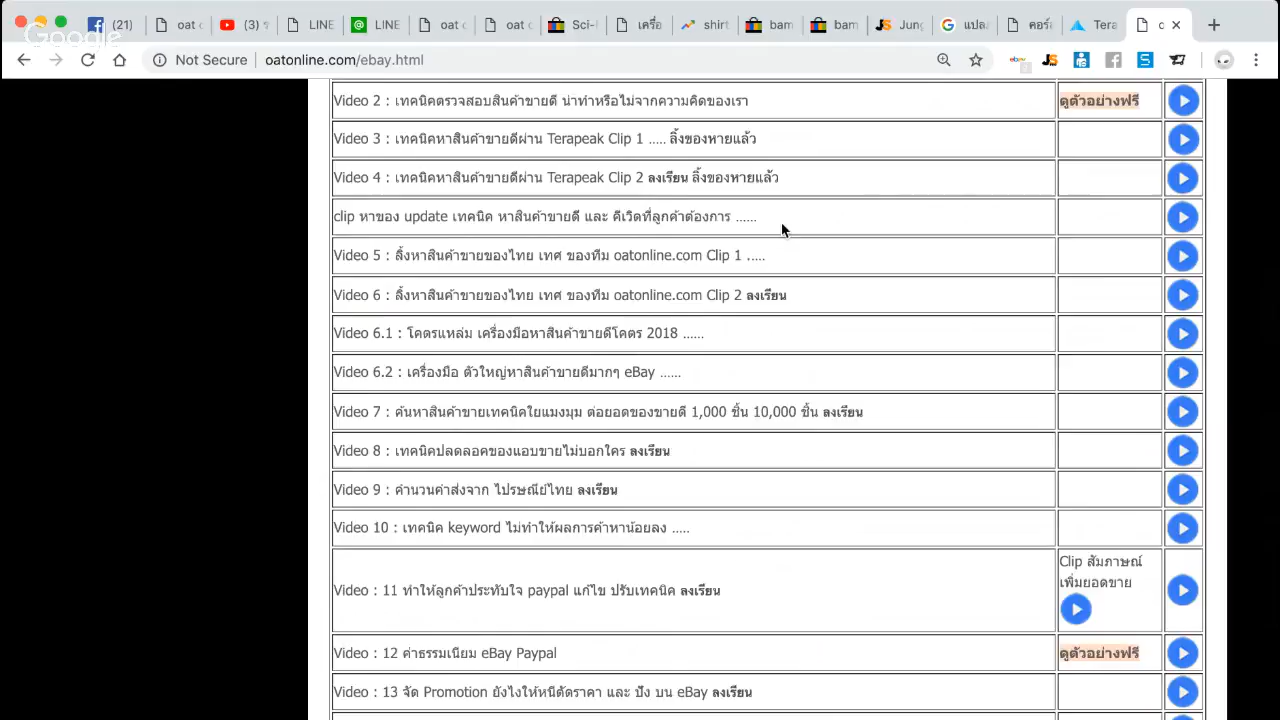 (21)
oat c
(3) ร
LINE
LINE
oat c
oat c
Sci-
เครื่อ
shirt
bam
bam
Jung
แปลภ
คอร์ส
Tera
c
Google
Not Secure
oatonline.com/ebay.html
Video 2 : เทคนิคตรวจสอบสินค้าขายดี น่าทำหรือไม่จากความคิดของเรา
ดูตัวอย่างฟรี
Video 3 : เทคนิคหาสินค้าขายดีผ่าน Terapeak Clip 1 ..... ลิ้งของหายแล้ว
Video 4 : เทคนิคหาสินค้าขายดีผ่าน Terapeak Clip 2 ลงเรียน ลิ้งของหายแล้ว
clip หาของ update เทคนิค หาสินค้าขายดี และ คีเวิดที่ลูกค้าต้องการ ......
Video 5 : ลิ้งหาสินค้าขายของไทย เทศ ของทีม oatonline.com Clip 1 .....
Video 6 : ลิ้งหาสินค้าขายของไทย เทศ ของทีม oatonline.com Clip 2 ลงเรียน
Video 6.1 : โคตรแหล่ม เครื่องมือหาสินค้าขายดีโคตร 2018 ......
Video 6.2 : เครื่องมือ ตัวใหญ่หาสินค้าขายดีมากๆ eBay ......
Video 7 : ค้นหาสินค้าขายเทคนิคใยแมงมุม ต่อยอดของขายดี 1,000 ชิ้น 10,000 ชิ้น ลงเรียน
Video 8 : เทคนิคปลดลอคของแอบขายไม่บอกใคร ลงเรียน
Video 9 : คำนวนค่าส่งจาก ไปรษณีย์ไทย ลงเรียน
Video 10 : เทคนิค keyword ไม่ทำให้ผลการค้าหาน้อยลง .....
Video : 11 ทำให้ลูกค้าประทับใจ paypal แก้ไข ปรับเทคนิค ลงเรียน
Clip สัมภาษณ์
เพิ่มยอดขาย
Video : 12 ค่าธรรมเนียม eBay Paypal
ดูตัวอย่างฟรี
Video : 13 จัด Promotion ยังไงให้หนีตัดราคา และ ปัง บน eBay ลงเรียน